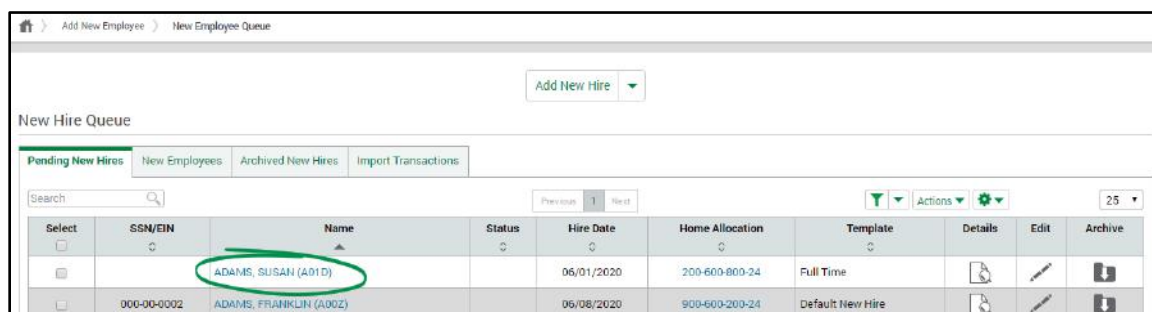 Add New Employee New Employee Queue
Add New Hire
New Hire Queue
Pending New Hires New Employees Archived New Hires Import Transactions
Search Previous 1 Next Actions 25
Select SSN/EIN Name Status Hire Date Home Allocation Template Details Edit Archive
ADAMS, SUSAN (A01D) 06/01/2020 200-600-800-24 Full Time
000-00-0002 ADAMS, FRANKLIN (A00Z) 06/08/2020 900-600-200-24 Default New Hire